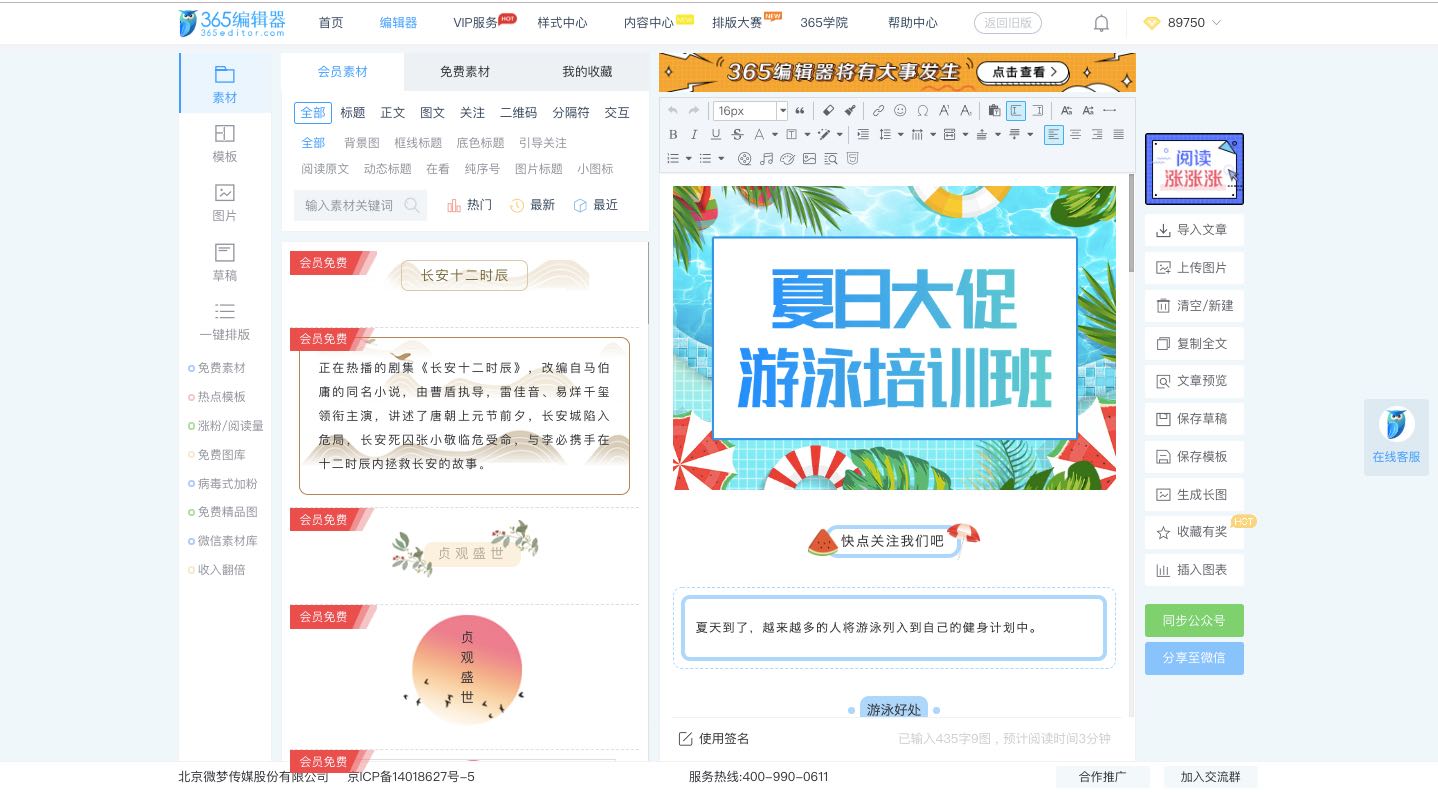 365编辑器
365editor.com
首页
编辑器
VIP服务
HOT
样式中心
内容中心
NEW
排版大赛
NEW
365学院
帮助中心
返回旧版
89750
素材
模板
图片
草稿
一键排版
免费素材
热点模板
涨粉/阅读量
免费图库
病毒式加粉
免费精品图
微信素材库
收入翻倍
会员素材
免费素材
我的收藏
全部 标题 正文 图文 关注 二维码 分隔符 交互
全部 背景图 框线标题 底色标题 引导关注
阅读原文 动态标题 在看 纯序号 图片标题 小图标
输入素材关键词
热门
最新
最近
会员免费
长安十二时辰
会员免费
正在热播的剧集《长安十二时辰》，改编自马伯
庸的同名小说，由曹盾执导，雷佳音、易烊千玺
领衔主演，讲述了唐朝上元节前夕，长安城陷入
危局，长安死囚张小敬临危受命，与李必携手在
十二时辰内拯救长安的故事。
会员免费
贞观盛世
会员免费
贞
观
盛
世
会员免费
365编辑器将有大事发生
点击查看
16px
夏日大促
游泳培训班
快点关注我们吧
夏天到了，越来越多的人将游泳列入到自己的健身计划中。
游泳好处
使用签名
已输入435字9图，预计阅读时间3分钟
阅读
涨涨涨
导入文章
上传图片
清空/新建
复制全文
文章预览
保存草稿
保存模板
生成长图
收藏有奖
HOT
插入图表
同步公众号
分享至微信
在线客服
北京微梦传媒股份有限公司
京ICP备14018627号-5
服务热线:400-990-0611
合作推广
加入交流群